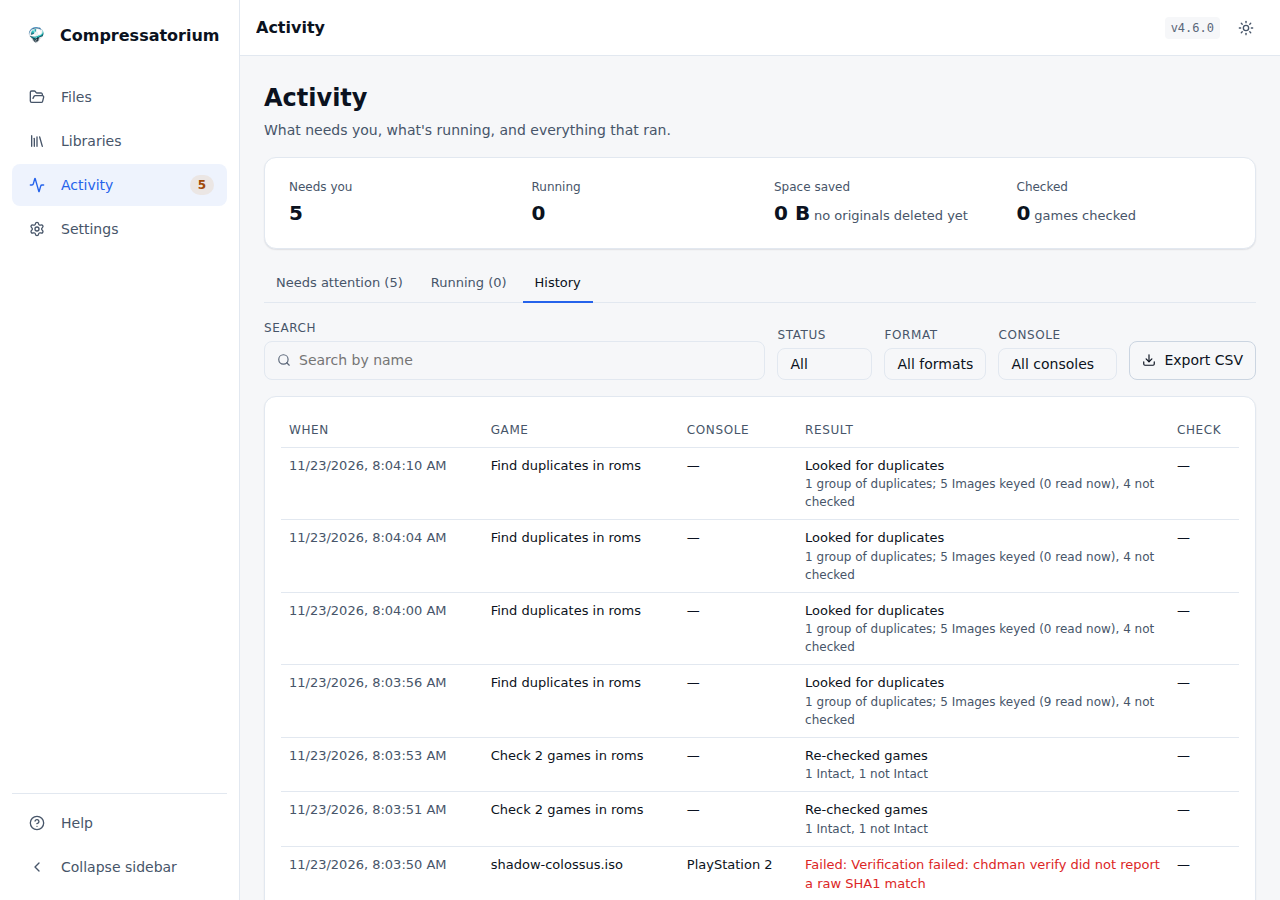 Compressatorium
Activity
v4.6.0
Files
Libraries
Activity
5
Settings
Help
Collapse sidebar
Activity
What needs you, what's running, and everything that ran.
Needs you
5
Running
0
Space saved
0 B no originals deleted yet
Checked
0 games checked
Needs attention (5)
Running (0)
History
SEARCH
Search by name
STATUS
All
FORMAT
All formats
CONSOLE
All consoles
Export CSV
WHEN GAME CONSOLE RESULT CHECK
11/23/2026, 8:04:10 AM Find duplicates in roms — Looked for duplicates —
1 group of duplicates; 5 Images keyed (0 read now), 4 not
checked
11/23/2026, 8:04:04 AM Find duplicates in roms — Looked for duplicates —
1 group of duplicates; 5 Images keyed (0 read now), 4 not
checked
11/23/2026, 8:04:00 AM Find duplicates in roms — Looked for duplicates —
1 group of duplicates; 5 Images keyed (0 read now), 4 not
checked
11/23/2026, 8:03:56 AM Find duplicates in roms — Looked for duplicates —
1 group of duplicates; 5 Images keyed (9 read now), 4 not
checked
11/23/2026, 8:03:53 AM Check 2 games in roms — Re-checked games —
1 Intact, 1 not Intact
11/23/2026, 8:03:51 AM Check 2 games in roms — Re-checked games —
1 Intact, 1 not Intact
11/23/2026, 8:03:50 AM shadow-colossus.iso PlayStation 2 Failed: Verification failed: chdman verify did not report —
a raw SHA1 match